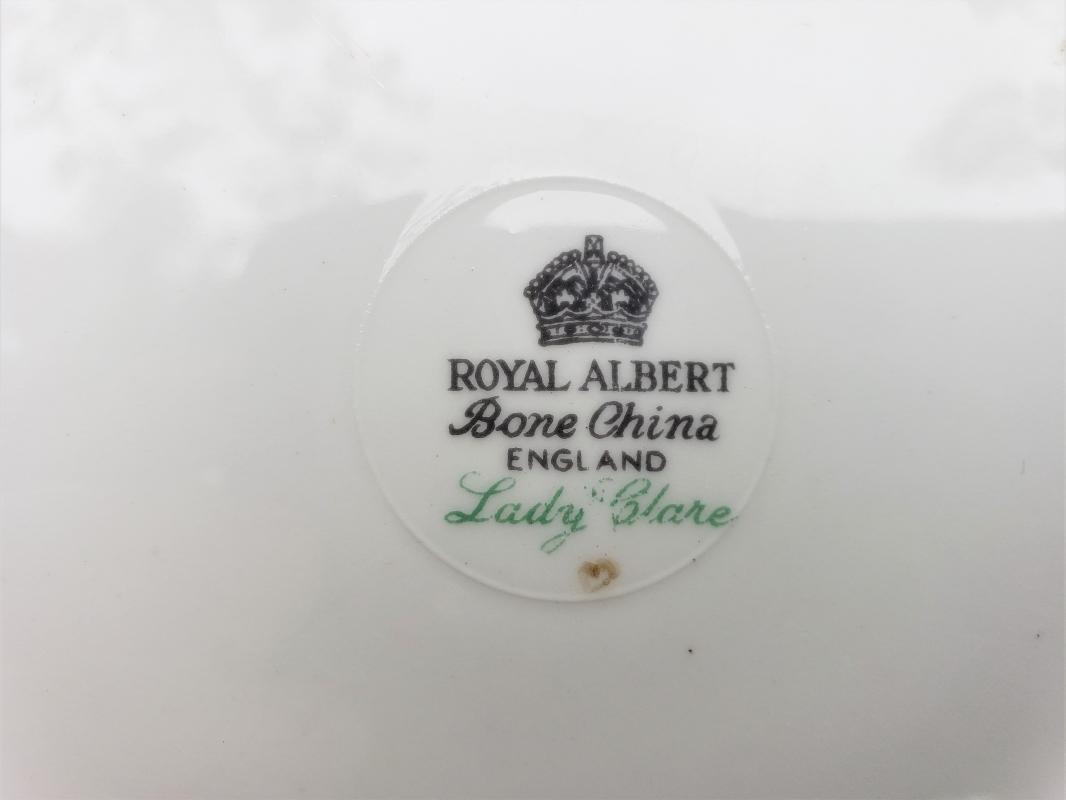 ROYAL ALBERT
Bone China
ENGLAND
Lady Clare